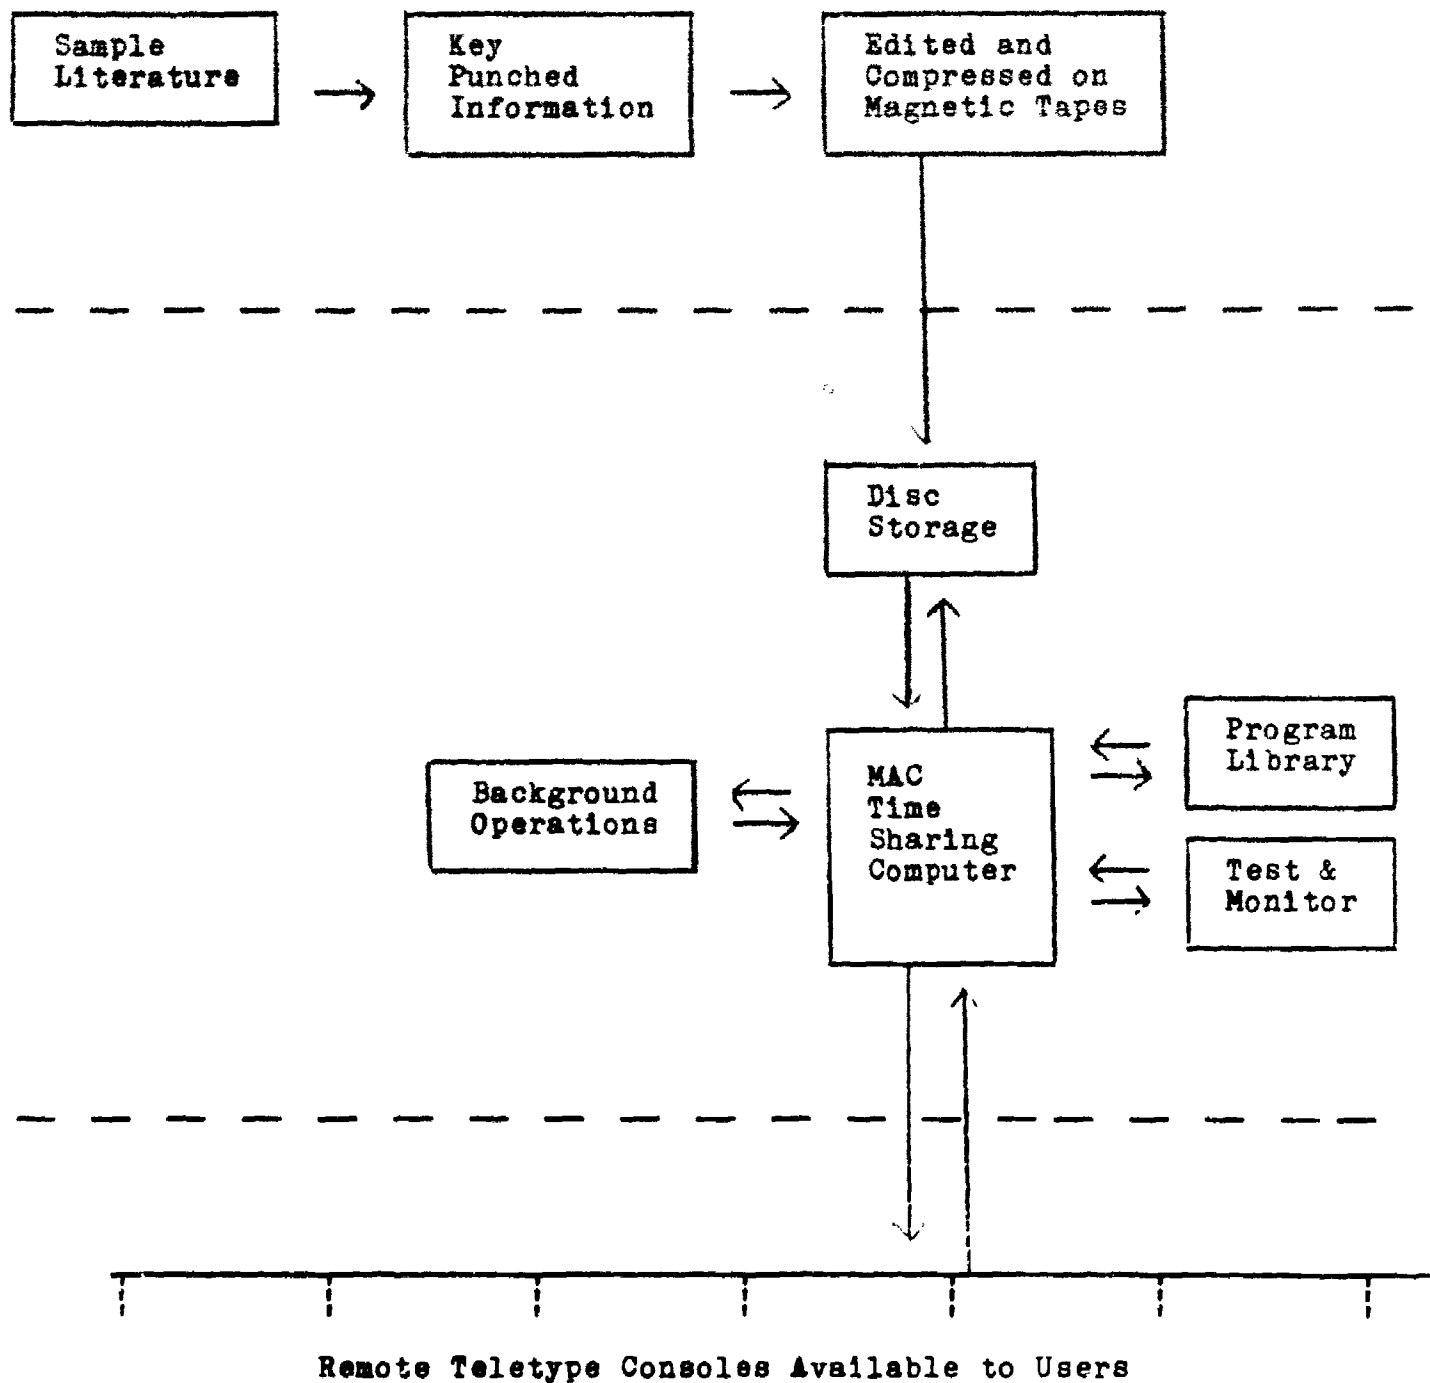 Sample
Literature
Key
Punched
Information
Edited and
Compressed on
Magnetic Tapes
Disc
Storage
Background
Operations
MAC
Time
Sharing
Computer
Program
Library
Test &
Monitor
Remote Teletype Consoles Available to Users